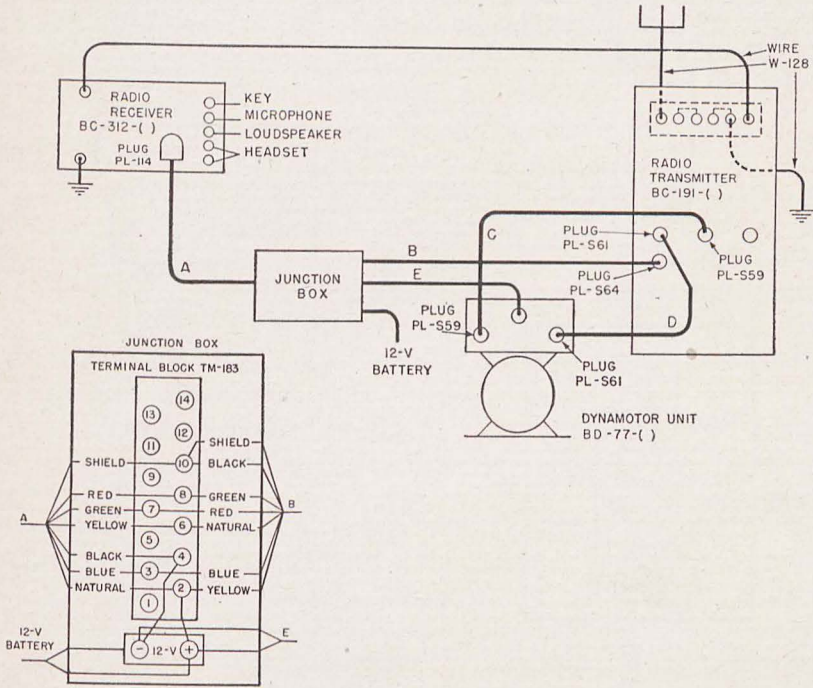 WIRE
W-128
RADIO
RECEIVER
BC-312-( )
PLUG
PL-114
KEY
MICROPHONE
LOUDSPEAKER
HEADSET
RADIO
TRANSMITTER
BC-191-( )
PLUG
PL-S61
PLUG
PL-S64
PLUG
PL-S59
A
B
C
D
E
JUNCTION
BOX
12-V
BATTERY
PLUG
PL-S59
PLUG
PL-S61
DYNAMOTOR UNIT
BD-77-( )
JUNCTION BOX
TERMINAL BLOCK TM-183
14
13
12
11
SHIELD
SHIELD 10 BLACK
9
RED 8 GREEN
GREEN 7 RED
YELLOW 6 NATURAL
5
BLACK 4
BLUE 3 BLUE
NATURAL 2 YELLOW
1
A
B
12-V
BATTERY
- 12-V +
E